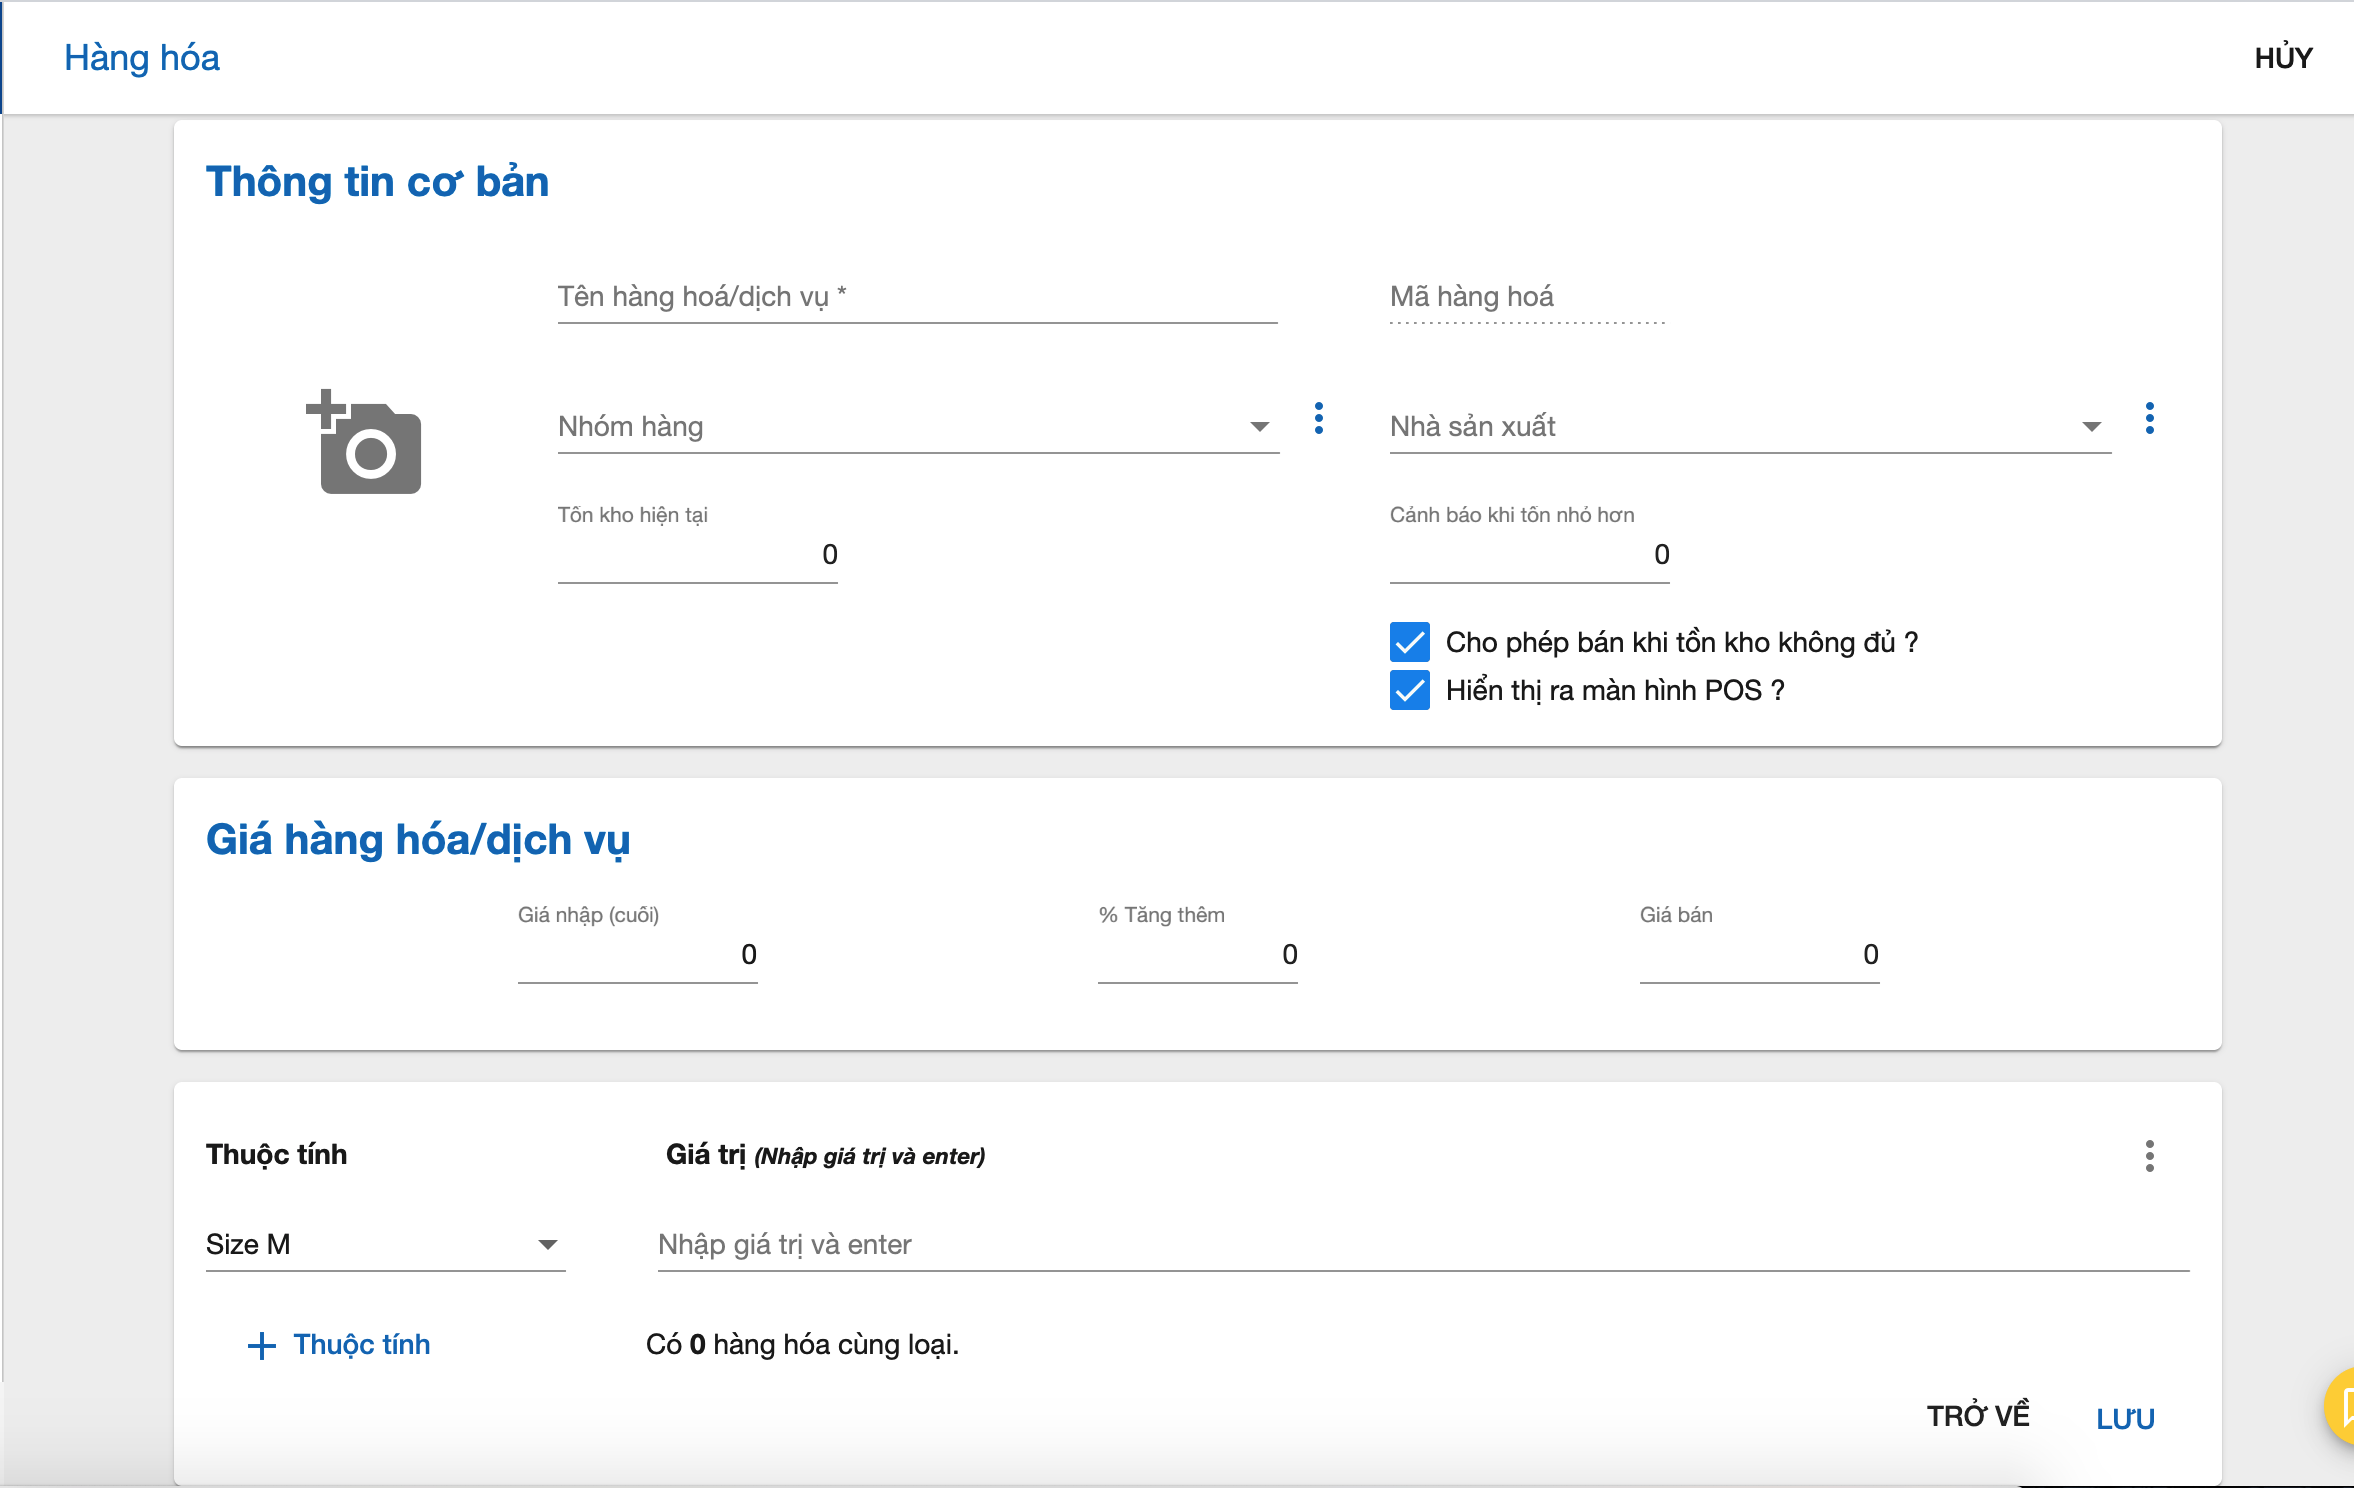 Hàng hóa
HỦY
Thông tin cơ bản
Tên hàng hoá/dịch vụ *
Mã hàng hoá
Nhóm hàng
Nhà sản xuất
Tồn kho hiện tại
Cảnh báo khi tồn nhỏ hơn
0
0
Cho phép bán khi tồn kho không đủ ?
Hiển thị ra màn hình POS ?
Giá hàng hóa/dịch vụ
Giá nhập (cuối)
% Tăng thêm
Giá bán
0
0
0
Thuộc tính
Giá trị (Nhập giá trị và enter)
Size M
Nhập giá trị và enter
+ Thuộc tính
Có 0 hàng hóa cùng loại.
TRỞ VỀ
LƯU